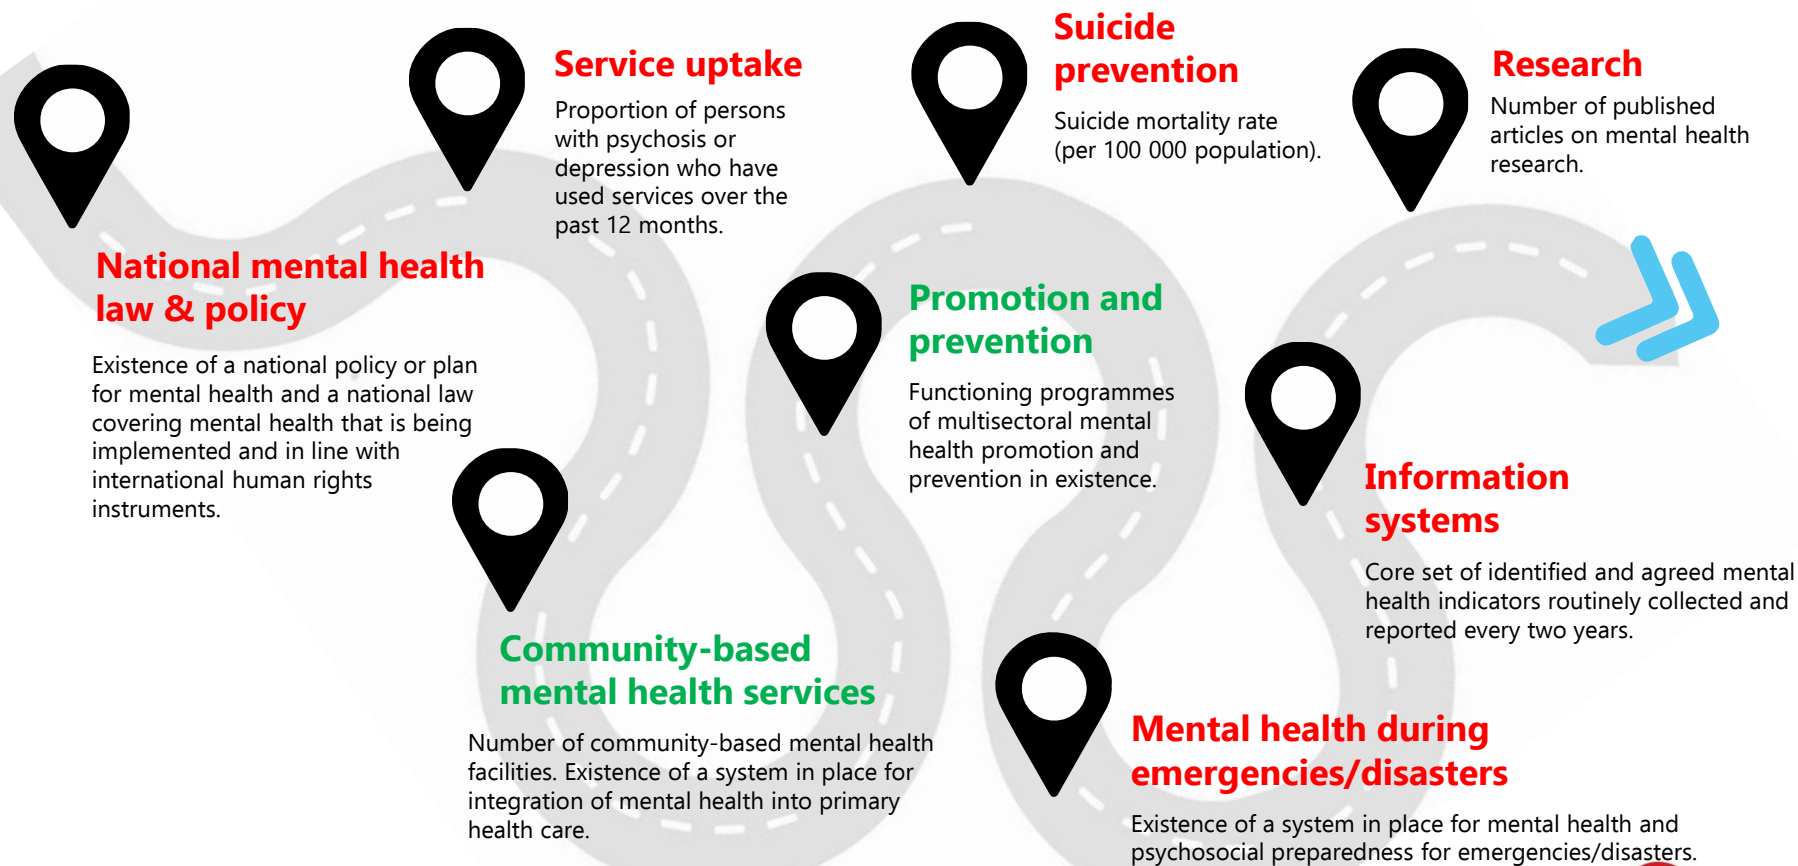 National mental health
law & policy
Existence of a national policy or plan
for mental health and a national law
covering mental health that is being
implemented and in line with
international human rights
instruments.
Service uptake
Proportion of persons
with psychosis or
depression who have
used services over the
past 12 months.
Community-based
mental health services
Number of community-based mental health
facilities. Existence of a system in place for
integration of mental health into primary
health care.
Promotion and
prevention
Functioning programmes
of multisectoral mental
health promotion and
prevention in existence.
Suicide
prevention
Suicide mortality rate
(per 100 000 population).
Mental health during
emergencies/disasters
Existence of a system in place for mental health and
psychosocial preparedness for emergencies/disasters.
Information
systems
Core set of identified and agreed mental
health indicators routinely collected and
reported every two years.
Research
Number of published
articles on mental health
research.